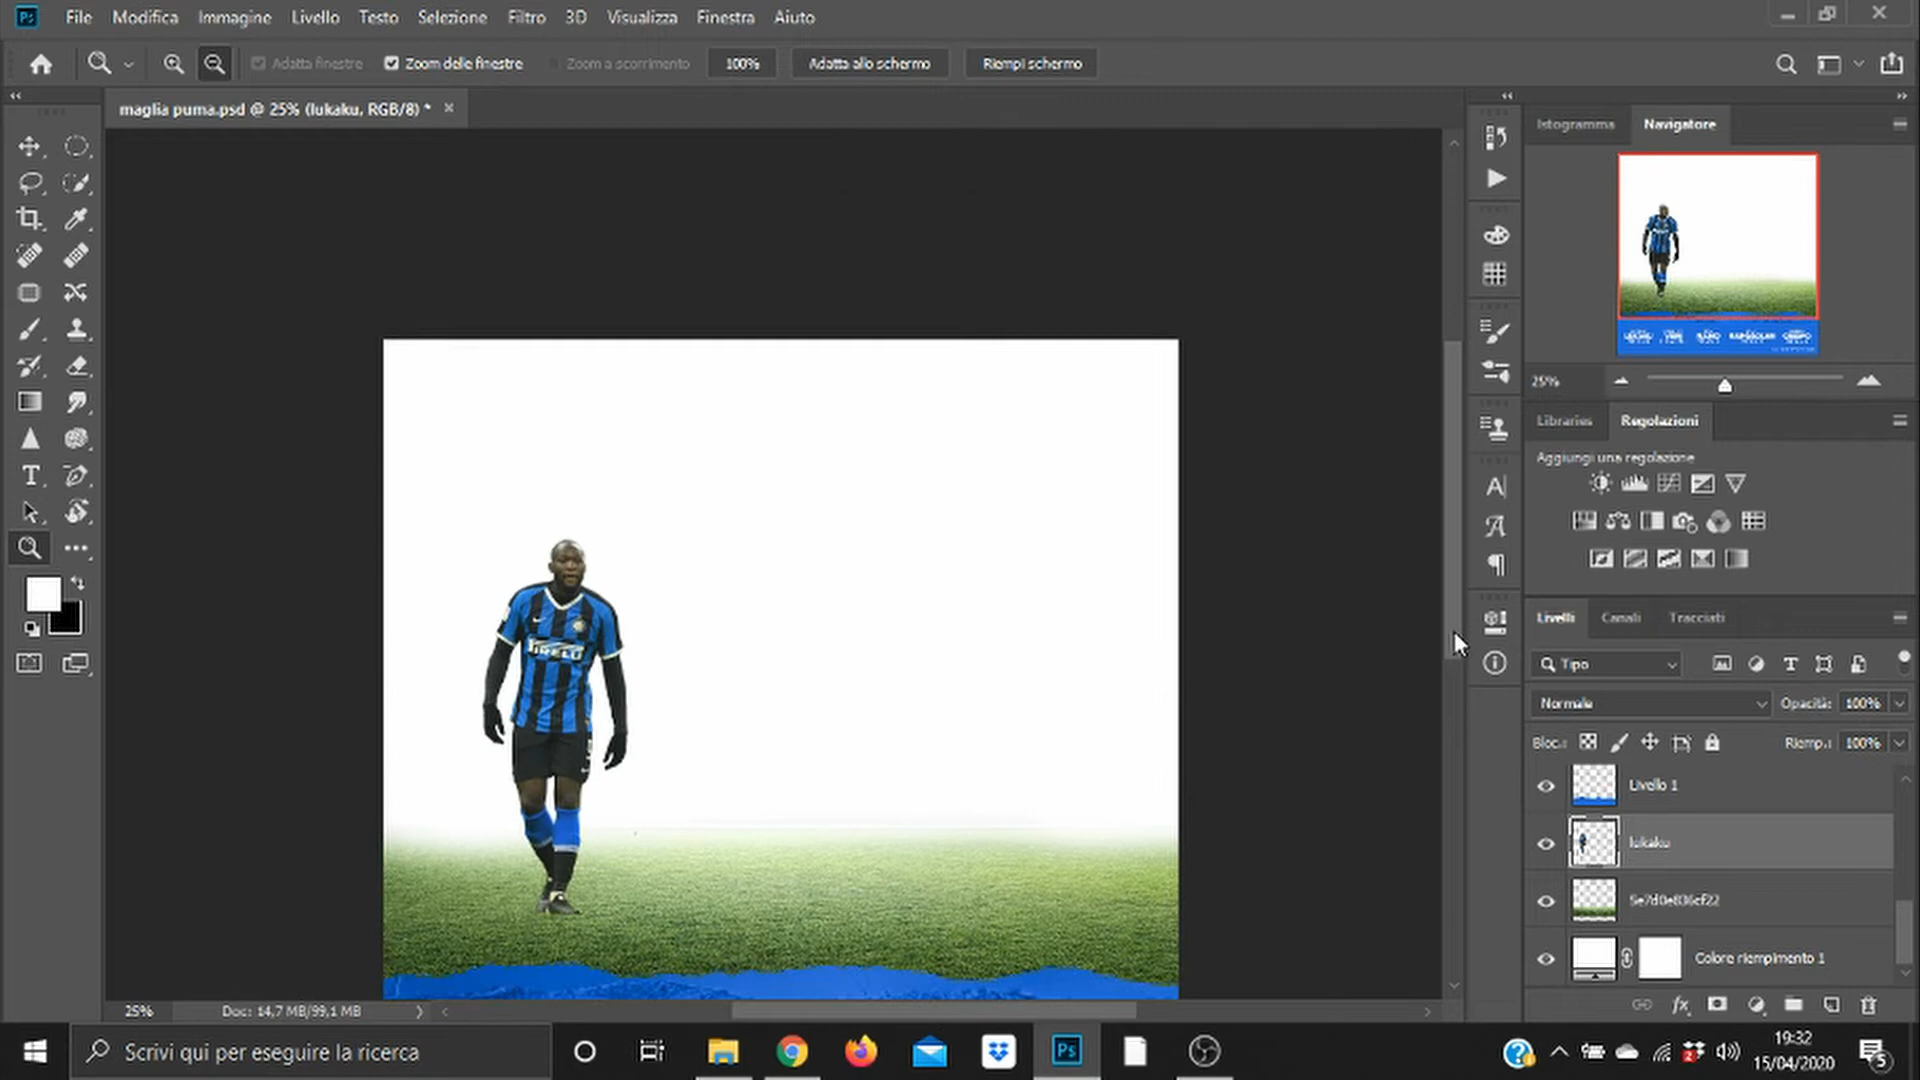 File Modifica Immagine Livello Testo Selezione Filtro 3D Visualizza Finestra Aiuto
Adatta finestre Zoom delle finestre Zoom a scorrimento 100% Adatta allo schermo Riempi schermo
maglia puma.psd @ 25% (lukaku, RGB/8) *
Istogramma Navigatore
25%
Libraries Regolazioni
Aggiungi una regolazione
Livelli Canali Tracciati
Tipo
Normale Opacità: 100%
Bloc.: Riemp.: 100%
Livello 1
lukaku
5e7d0e806cf22
Colore riempimento 1
PIRELLI
25% Doc: 14,7 MB/99,1 MB
Scrivi qui per eseguire la ricerca
Ps
19:32
15/04/2020
5